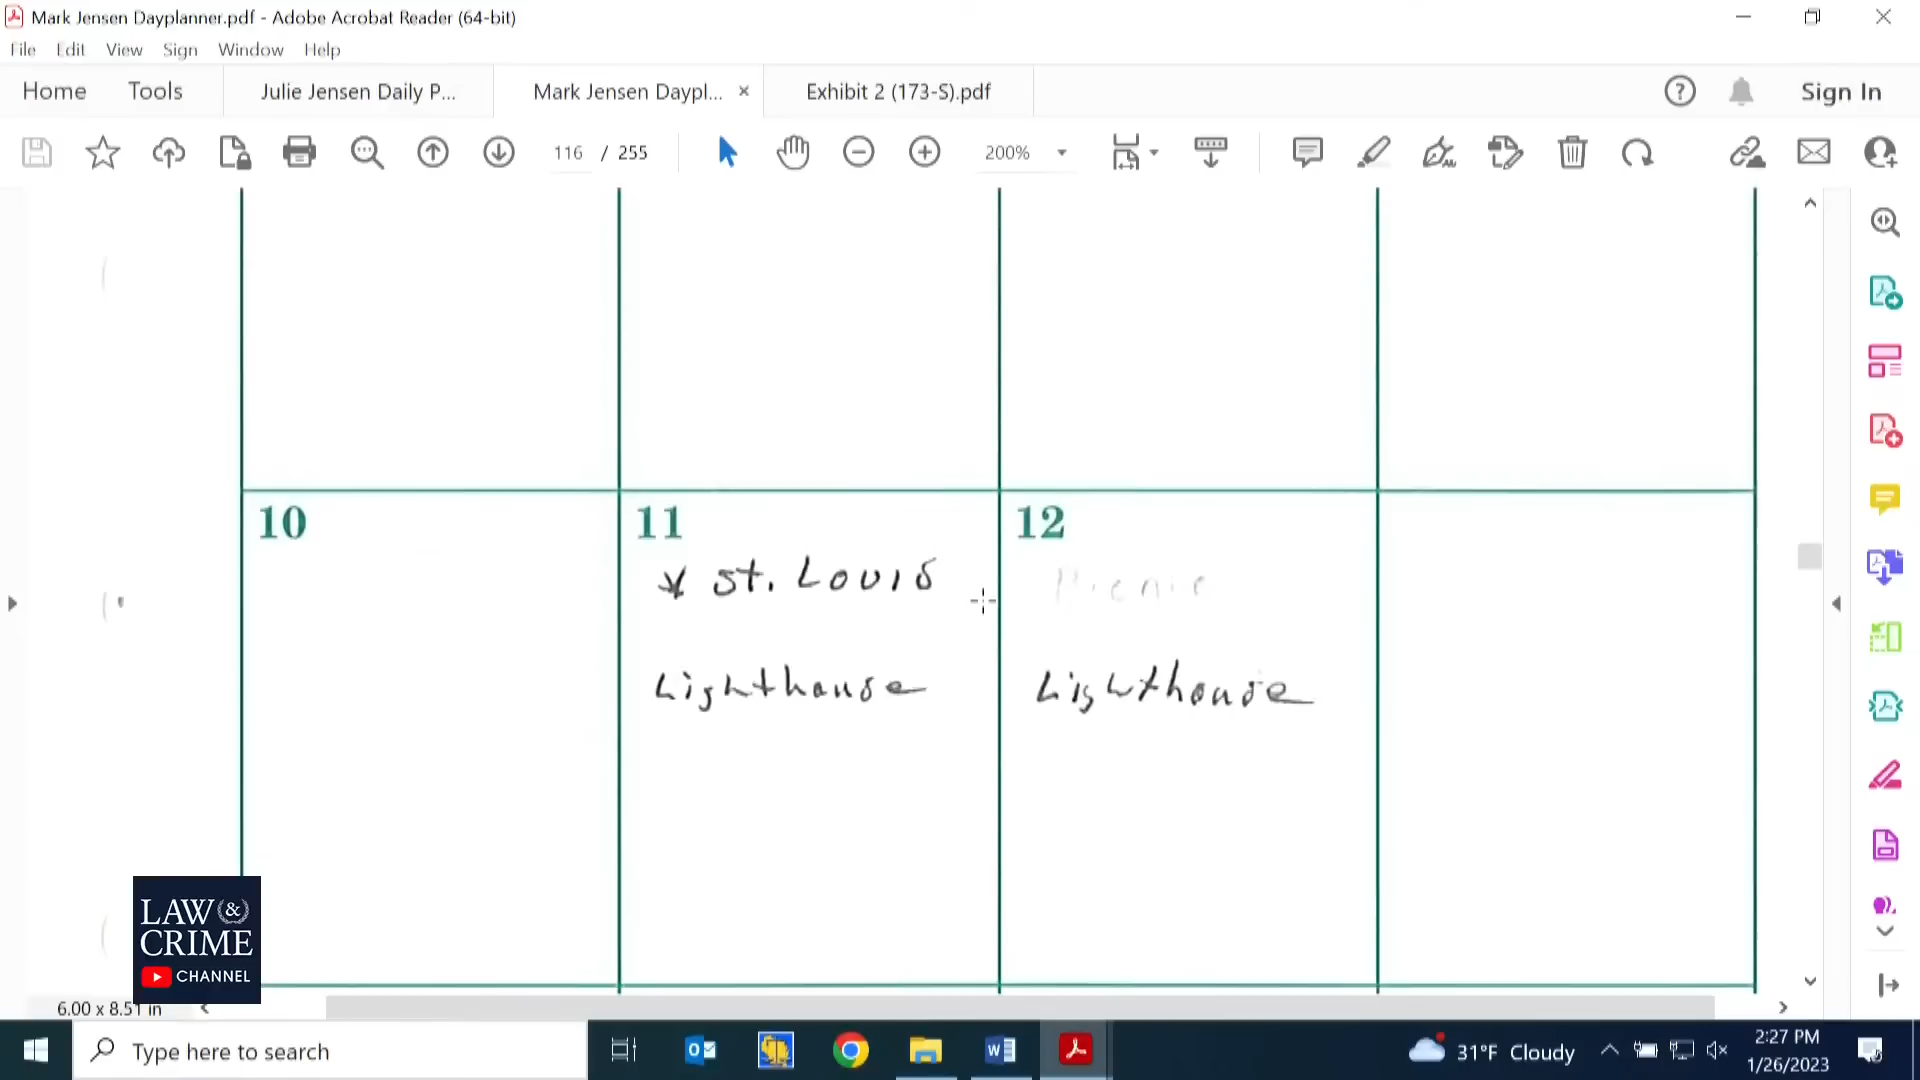 Mark Jensen Dayplanner.pdf - Adobe Acrobat Reader (64-bit)
File Edit View Sign Window Help
Home Tools Julie Jensen Daily P... Mark Jensen Daypl... × Exhibit 2 (173-S).pdf Sign In
116 / 255 200%
10 11 12
* St. Louis Picnic
Lighthouse Lighthouse
LAW &
CRIME
CHANNEL
6.00 x 8.51 in
Type here to search
31°F Cloudy
2:27 PM
1/26/2023